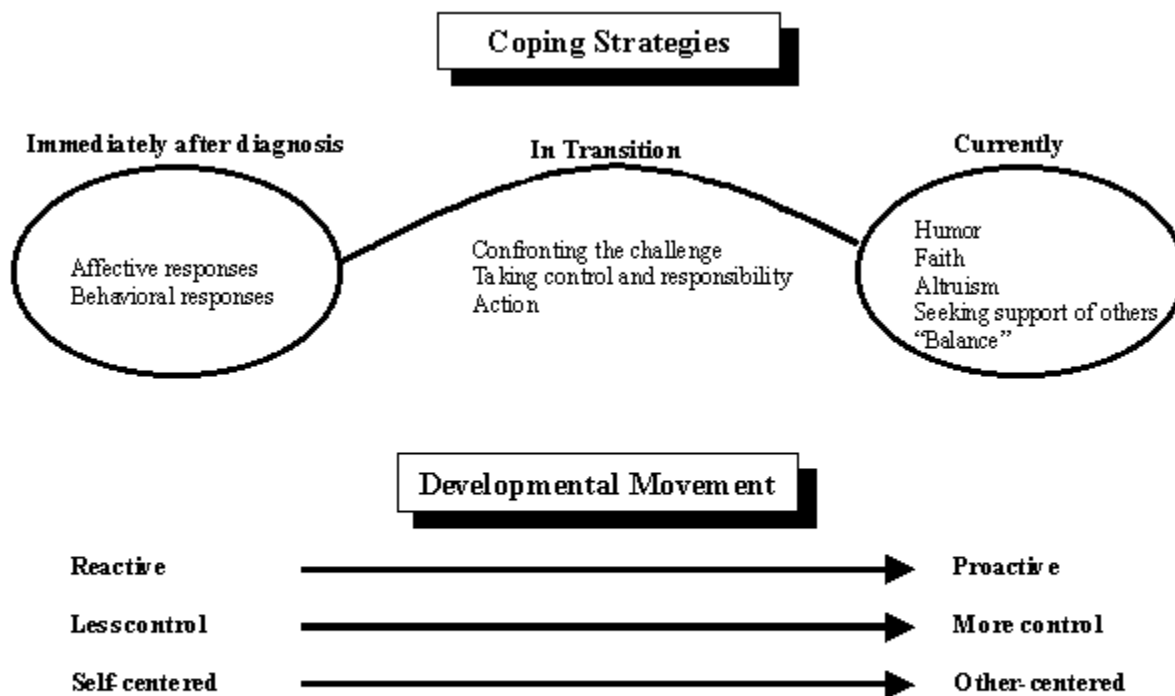 Coping Strategies
Immediately after diagnosis
In Transition
Currently
Affective responses
Behavioral responses
Confronting the challenge
Taking control and responsibility
Action
Humor
Faith
Altruism
Seeking support of others
“Balance”
Developmental Movement
Reactive
Proactive
Less control
More control
Self-centered
Other-centered